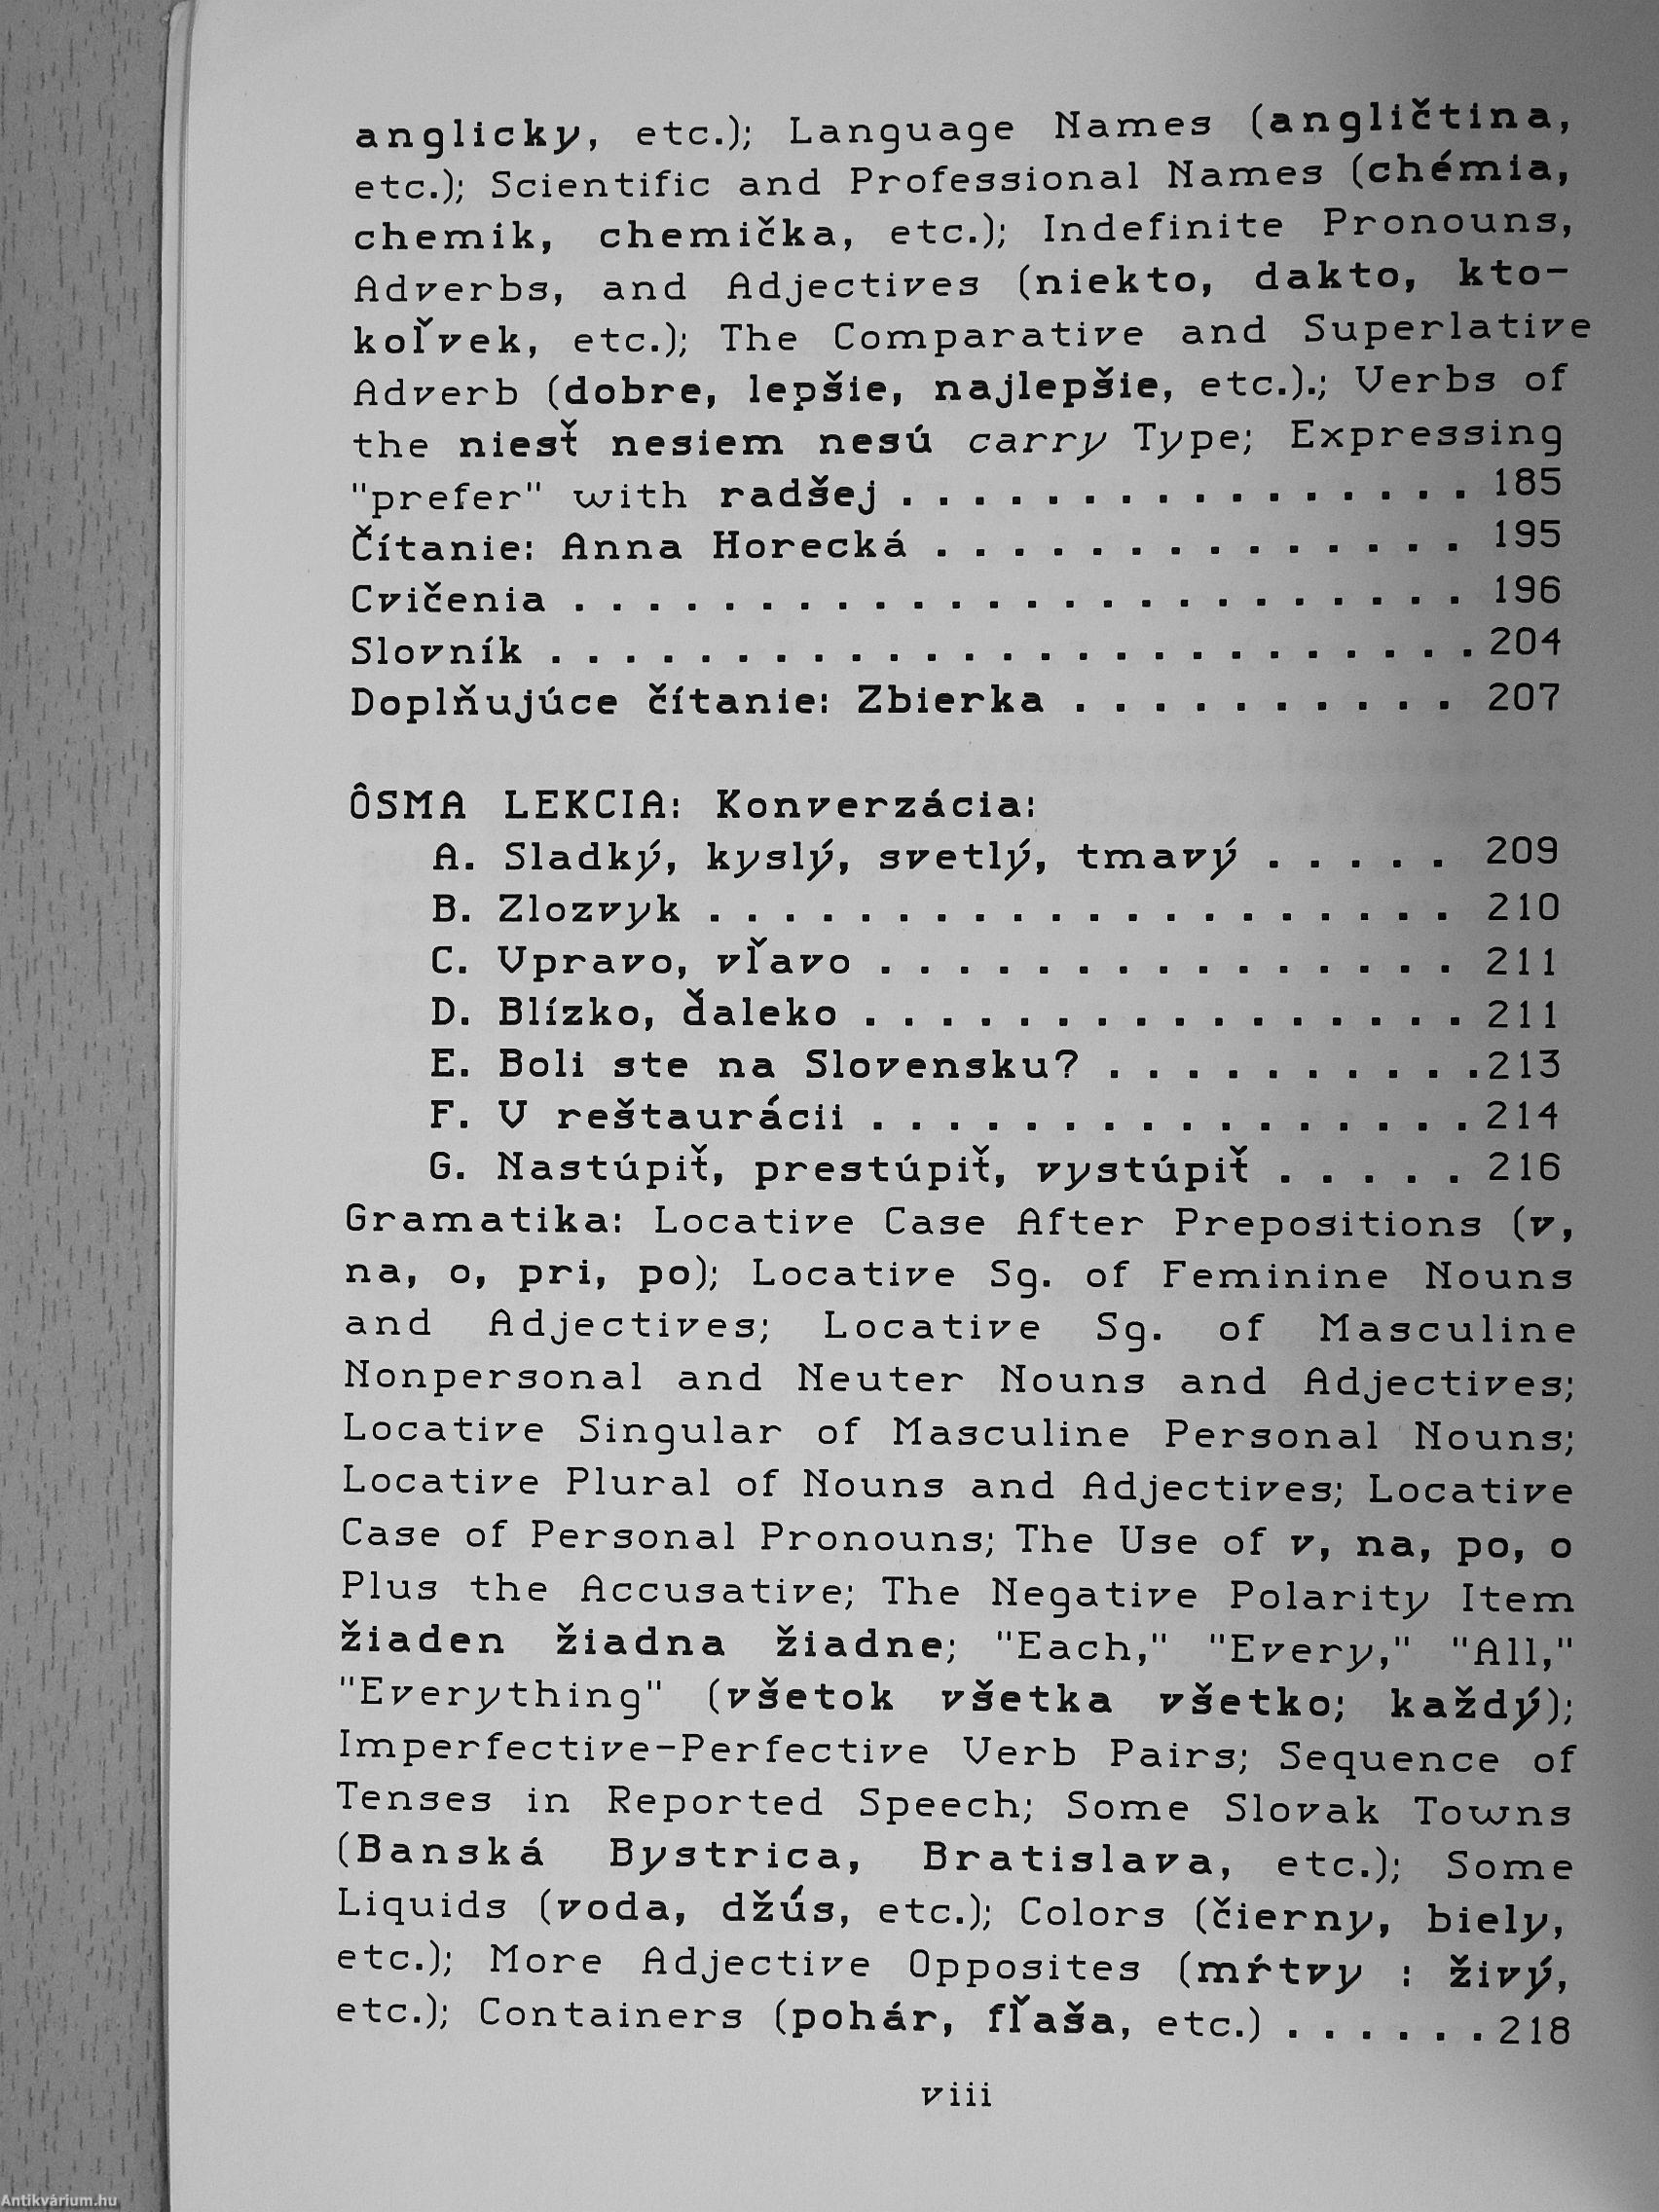 anglicky, etc.); Language Names (angličtina,
etc.); Scientific and Professional Names (chémia,
chemik, chemička, etc.); Indefinite Pronouns,
Adverbs, and Adjectives (niekto, dakto, kto-
koľvek, etc.); The Comparative and Superlative
Adverb (dobre, lepšie, najlepšie, etc.).; Verbs of
the niesť nesiem nesú carry Type; Expressing
"prefer" with radšej . . . . . . . . . . . . . . . . 185
Čítanie: Anna Horecká . . . . . . . . . . . . . . 195
Cvičenia . . . . . . . . . . . . . . . . . . . . . . . . 196
Slovník . . . . . . . . . . . . . . . . . . . . . . . . . 204
Doplňujúce čítanie: Zbierka . . . . . . . . . . 207
ÔSMA LEKCIA: Konverzácia:
A. Sladký, kyslý, svetlý, tmavý . . . . . 209
B. Zlozvyk . . . . . . . . . . . . . . . . . . . . 210
C. Vpravo, vľavo . . . . . . . . . . . . . . . 211
D. Blízko, ďaleko . . . . . . . . . . . . . . . . 211
E. Boli ste na Slovensku? . . . . . . . . . . 213
F. V reštaurácii . . . . . . . . . . . . . . . . 214
G. Nastúpiť, prestúpiť, vystúpiť . . . . . 216
Gramatika: Locative Case After Prepositions (v,
na, o, pri, po); Locative Sg. of Feminine Nouns
and Adjectives; Locative Sg. of Masculine
Nonpersonal and Neuter Nouns and Adjectives;
Locative Singular of Masculine Personal Nouns;
Locative Plural of Nouns and Adjectives; Locative
Case of Personal Pronouns; The Use of v, na, po, o
Plus the Accusative; The Negative Polarity Item
žiaden žiadna žiadne; "Each," "Every," "All,"
"Everything" (všetok všetka všetko; každý);
Imperfective-Perfective Verb Pairs; Sequence of
Tenses in Reported Speech; Some Slovak Towns
(Banská Bystrica, Bratislava, etc.); Some
Liquids (voda, džús, etc.); Colors (čierny, biely,
etc.); More Adjective Opposites (mŕtvy : živý,
etc.); Containers (pohár, fľaša, etc.) . . . . . . 218
viii
Antikvárium.hu